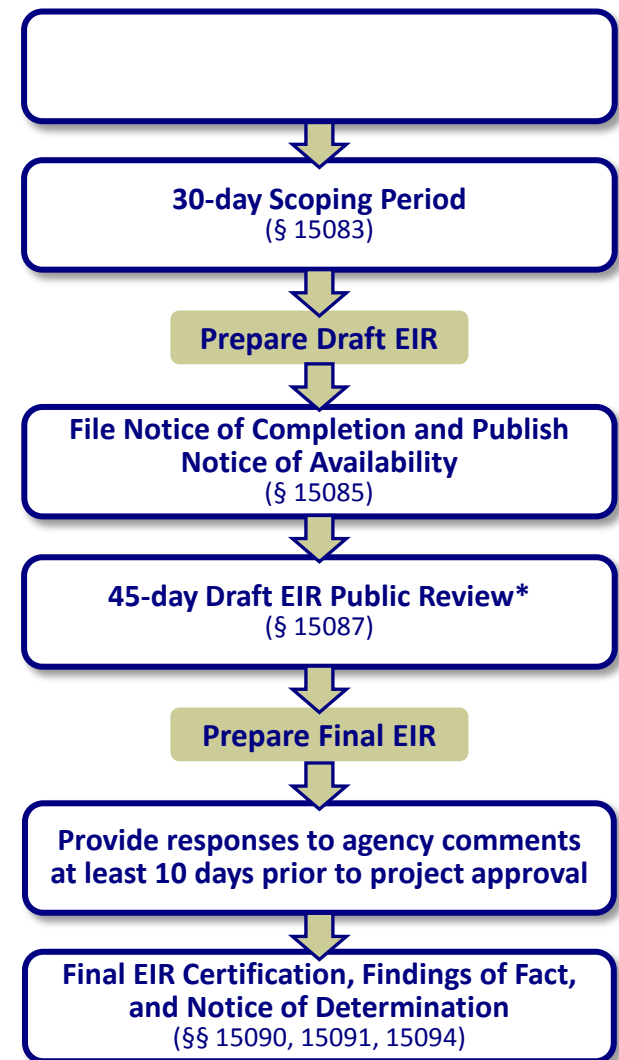 30-day Scoping Period
(§ 15083)
Prepare Draft EIR
File Notice of Completion and Publish
Notice of Availability
(§ 15085)
45-day Draft EIR Public Review*
(§ 15087)
Prepare Final EIR
Provide responses to agency comments
at least 10 days prior to project approval
Final EIR Certification, Findings of Fact,
and Notice of Determination
(§§ 15090, 15091, 15094)